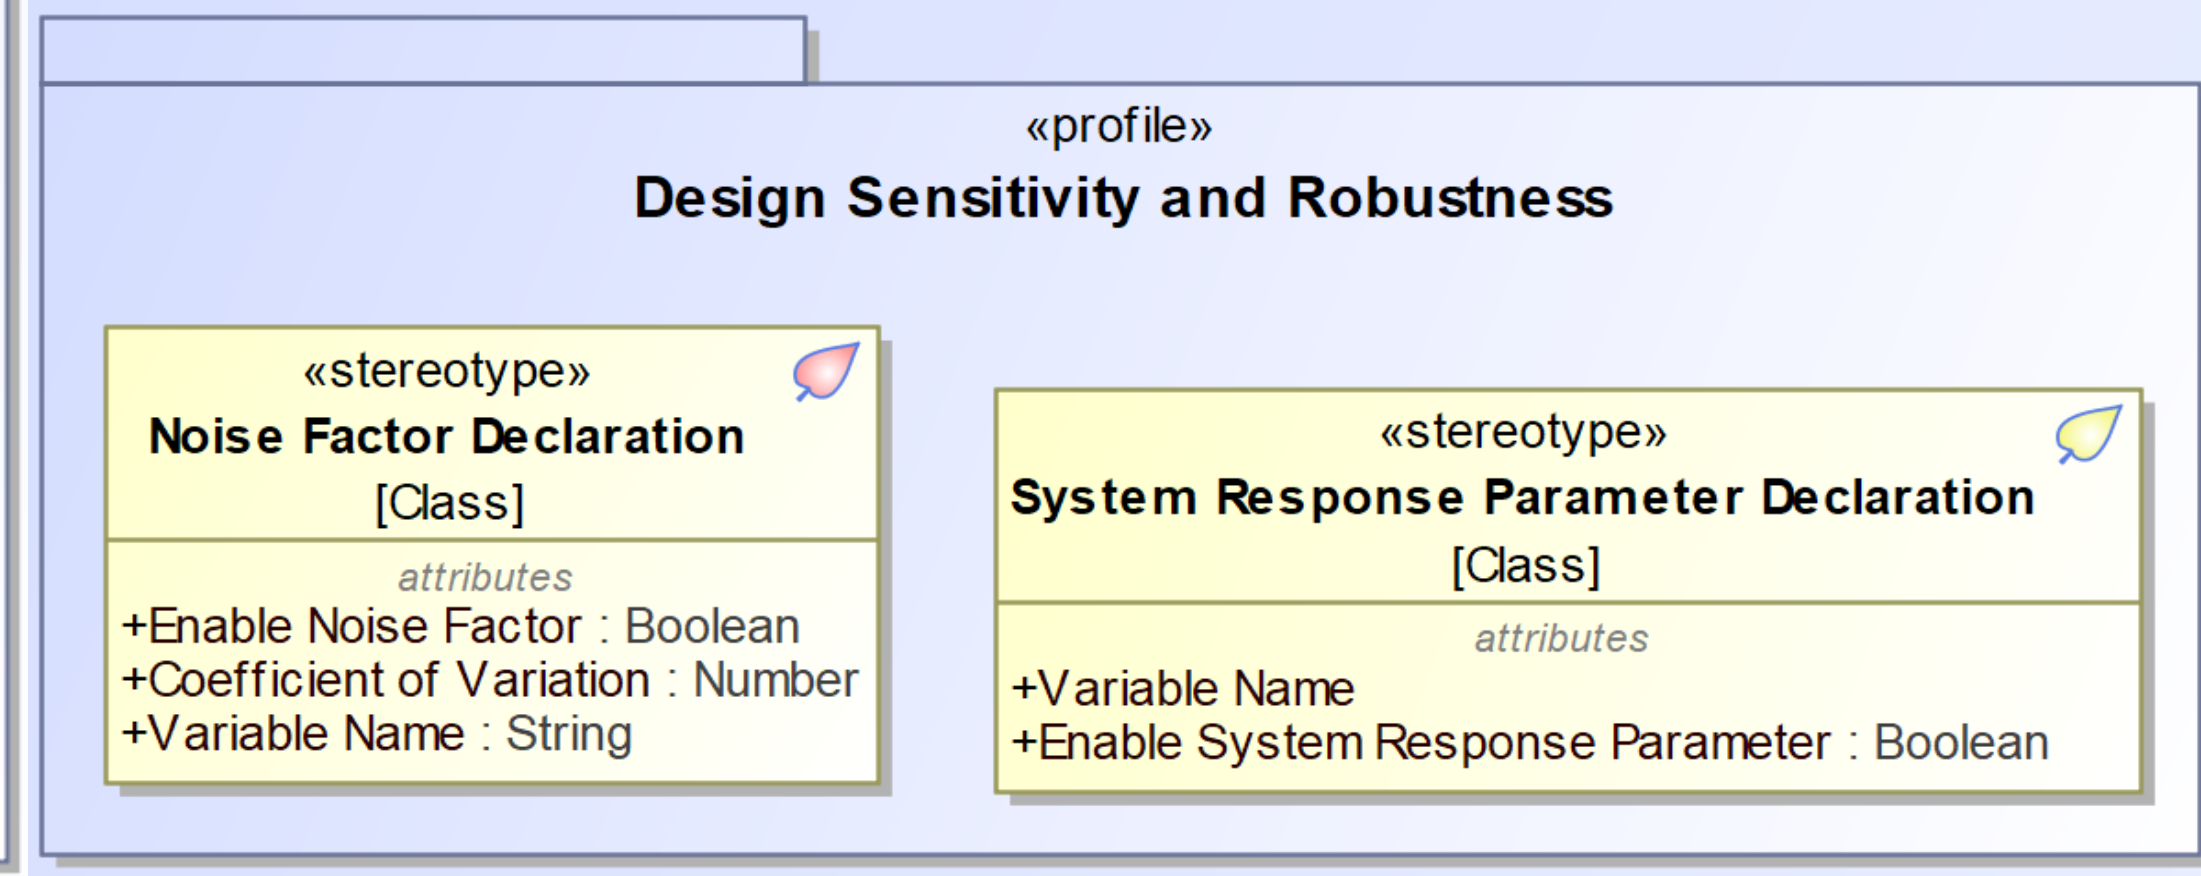 «profile»
Design Sensitivity and Robustness
«stereotype»
Noise Factor Declaration
[Class]
attributes
+Enable Noise Factor : Boolean
+Coefficient of Variation : Number
+Variable Name : String
«stereotype»
System Response Parameter Declaration
[Class]
attributes
+Variable Name
+Enable System Response Parameter : Boolean